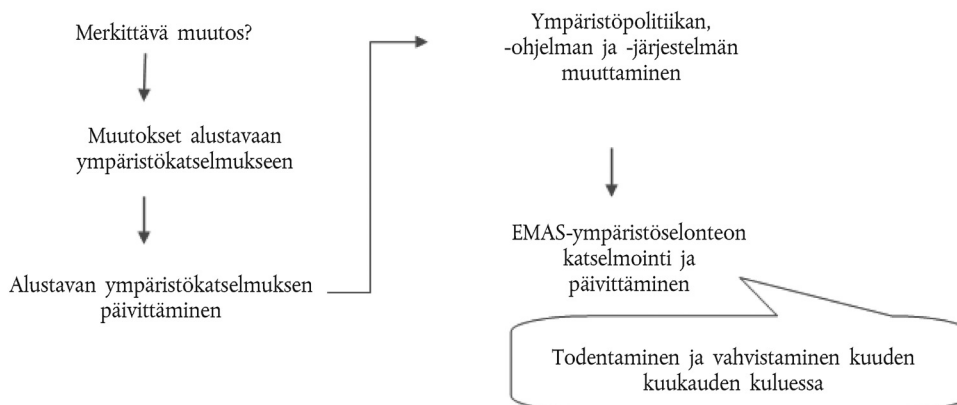 Merkittävä muutos?
Muutokset alustavaan
ympäristökatselmukseen
Alustavan ympäristökatselmuksen
päivittäminen
Ympäristöpolitiikan,
-ohjelman ja -järjestelmän
muuttaminen
EMAS-ympäristöselonteon
katselmointi ja
päivittäminen
Todentaminen ja vahvistaminen kuuden
kuukauden kuluessa